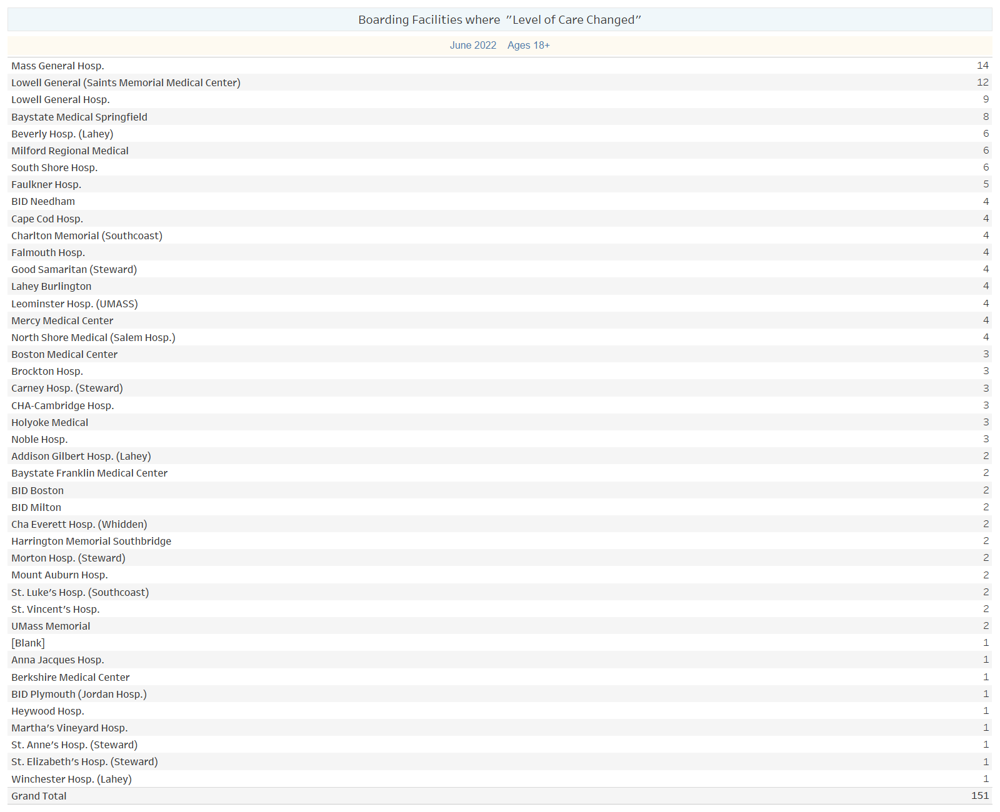 Boarding Facilities where "Level of Care Changed"
June 2022 Ages 18+
Mass General Hosp. 14
Lowell General (Saints Memorial Medical Center) 12
Lowell General Hosp. 9
Baystate Medical Springfield 8
Beverly Hosp. (Lahey) 6
Milford Regional Medical 6
South Shore Hosp. 6
Faulkner Hosp. 5
BID Needham 4
Cape Cod Hosp. 4
Charlton Memorial (Southcoast) 4
Falmouth Hosp. 4
Good Samaritan (Steward) 4
Lahey Burlington 4
Leominster Hosp. (UMASS) 4
Mercy Medical Center 4
North Shore Medical (Salem Hosp.) 4
Boston Medical Center 3
Brockton Hosp. 3
Carney Hosp. (Steward) 3
CHA-Cambridge Hosp. 3
Holyoke Medical 3
Noble Hosp. 3
Addison Gilbert Hosp. (Lahey) 2
Baystate Franklin Medical Center 2
BID Boston 2
BID Milton 2
Cha Everett Hosp. (Whidden) 2
Harrington Memorial Southbridge 2
Morton Hosp. (Steward) 2
Mount Auburn Hosp. 2
St. Luke's Hosp. (Southcoast) 2
St. Vincent's Hosp. 2
UMass Memorial 2
[Blank] 1
Anna Jacques Hosp. 1
Berkshire Medical Center 1
BID Plymouth (Jordan Hosp.) 1
Heywood Hosp. 1
Martha's Vineyard Hosp. 1
St. Anne's Hosp. (Steward) 1
St. Elizabeth's Hosp. (Steward) 1
Winchester Hosp. (Lahey) 1
Grand Total 151